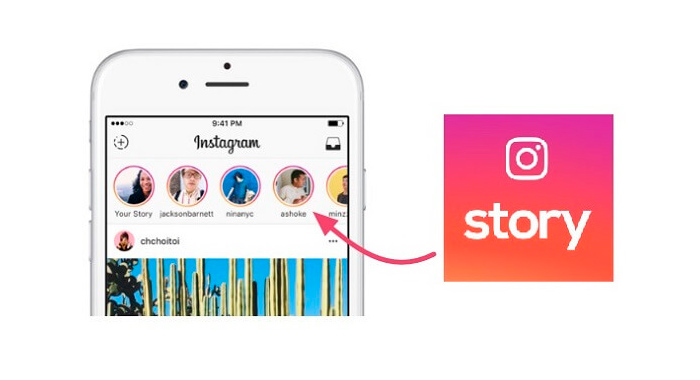 9:41 PM
Instagram
Your Story jacksonbarnett ninanyc ashoke minz
chchoitoi
story